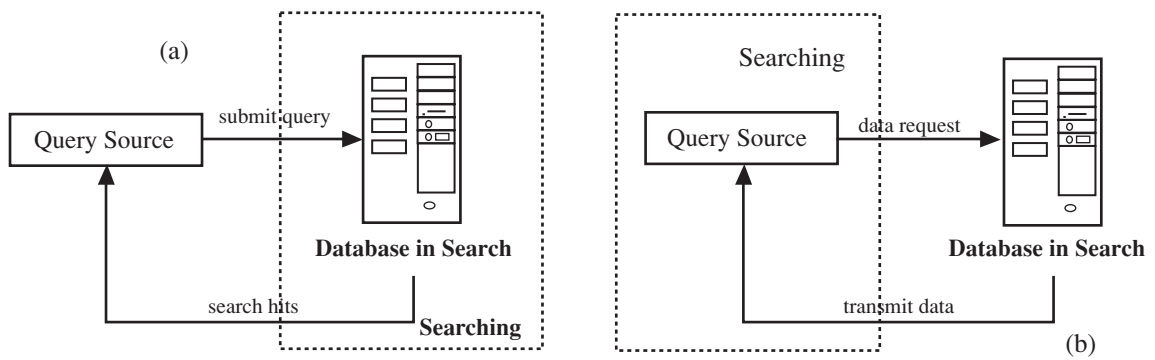 (a)
Query Source
submit query
Database in Search
search hits
Searching
Searching
Query Source
data request
Database in Search
transmit data
(b)